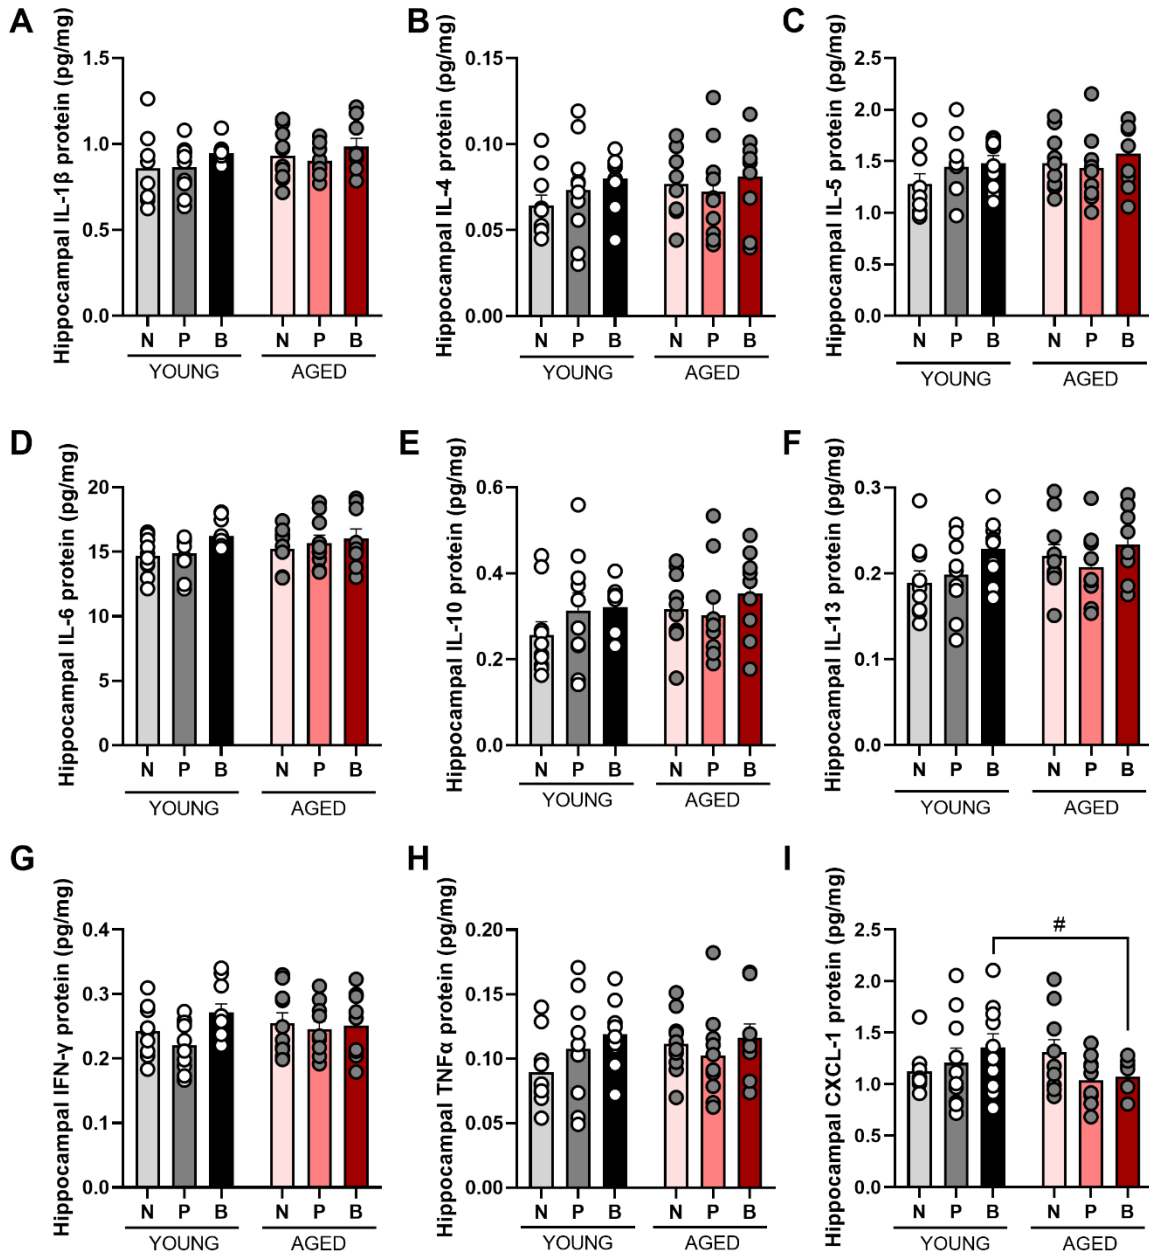 A
Hippocampal IL-1β protein (pg/mg)
1.5
1.0
0.5
0.0
N P B N P B
YOUNG AGED
B
Hippocampal IL-4 protein (pg/mg)
0.15
0.10
0.05
0.00
N P B N P B
YOUNG AGED
C
Hippocampal IL-5 protein (pg/mg)
2.5
2.0
1.5
1.0
0.5
0.0
N P B N P B
YOUNG AGED
D
Hippocampal IL-6 protein (pg/mg)
20
15
10
5
0
N P B N P B
YOUNG AGED
E
Hippocampal IL-10 protein (pg/mg)
0.6
0.4
0.2
0.0
N P B N P B
YOUNG AGED
F
Hippocampal IL-13 protein (pg/mg)
0.3
0.2
0.1
0.0
N P B N P B
YOUNG AGED
G
Hippocampal IFN-γ protein (pg/mg)
0.4
0.3
0.2
0.1
0.0
N P B N P B
YOUNG AGED
H
Hippocampal TNFα protein (pg/mg)
0.20
0.15
0.10
0.05
0.00
N P B N P B
YOUNG AGED
I
Hippocampal CXCL-1 protein (pg/mg)
2.5
2.0
1.5
1.0
0.5
0.0
#
N P B N P B
YOUNG AGED